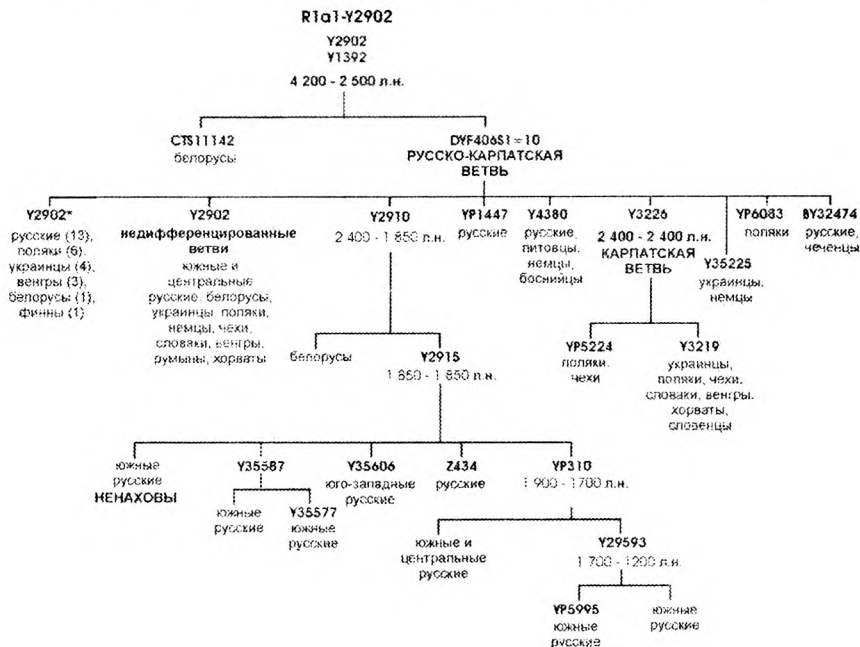 R1a1-Y2902
Y2902
Y1392
4 200 - 2 500 л.н.
CTS11142
белорусы
DYF406S1=10
РУССКО-КАРПАТСКАЯ
ВЕТВЬ
Y2902*
русские (13),
поляки (6),
украинцы (4),
венгры (3),
белорусы (1),
финны (1)
Y2902
недифференцированные
ветви
южные и
центральные
русские, белорусы,
украинцы, поляки,
немцы, чехи,
словаки, венгры,
румыны, хорваты
Y2910
2 400 - 1 850 л.н.
YP1447
русские
Y4380
русские,
литовцы,
немцы,
боснийцы
Y3226
2 400 - 2 400 л.н.
КАРПАТСКАЯ
ВЕТВЬ
Y35225
украинцы,
немцы
YP6083
поляки
BY32474
русские,
чеченцы
белорусы
Y2915
1 850 - 1 850 л.н.
YP5224
поляки,
чехи
Y3219
украинцы,
поляки, чехи,
словаки, венгры,
хорваты,
словенцы
южные
русские
НЕНАХОВЫ
Y35587
южные
русские
Y35577
южные
русские
Y35606
юго-западные
русские
Z434
русские
YP310
1 900 - 1700 л.н.
южные и
центральные
русские
Y29593
1 700 - 1200 л.н.
YP5995
южные
русские
южные
русские